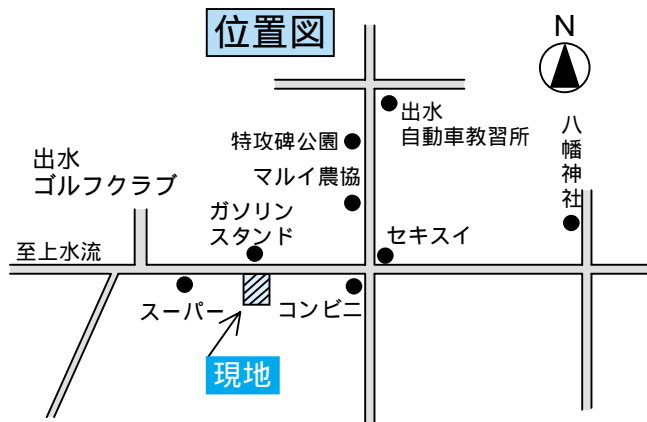 位置図
N
出水
自動車教習所
特攻碑公園
八幡神社
マルイ農協
出水
ゴルフクラブ
ガソリン
スタンド
セキスイ
至上水流
スーパー
コンビニ
現地